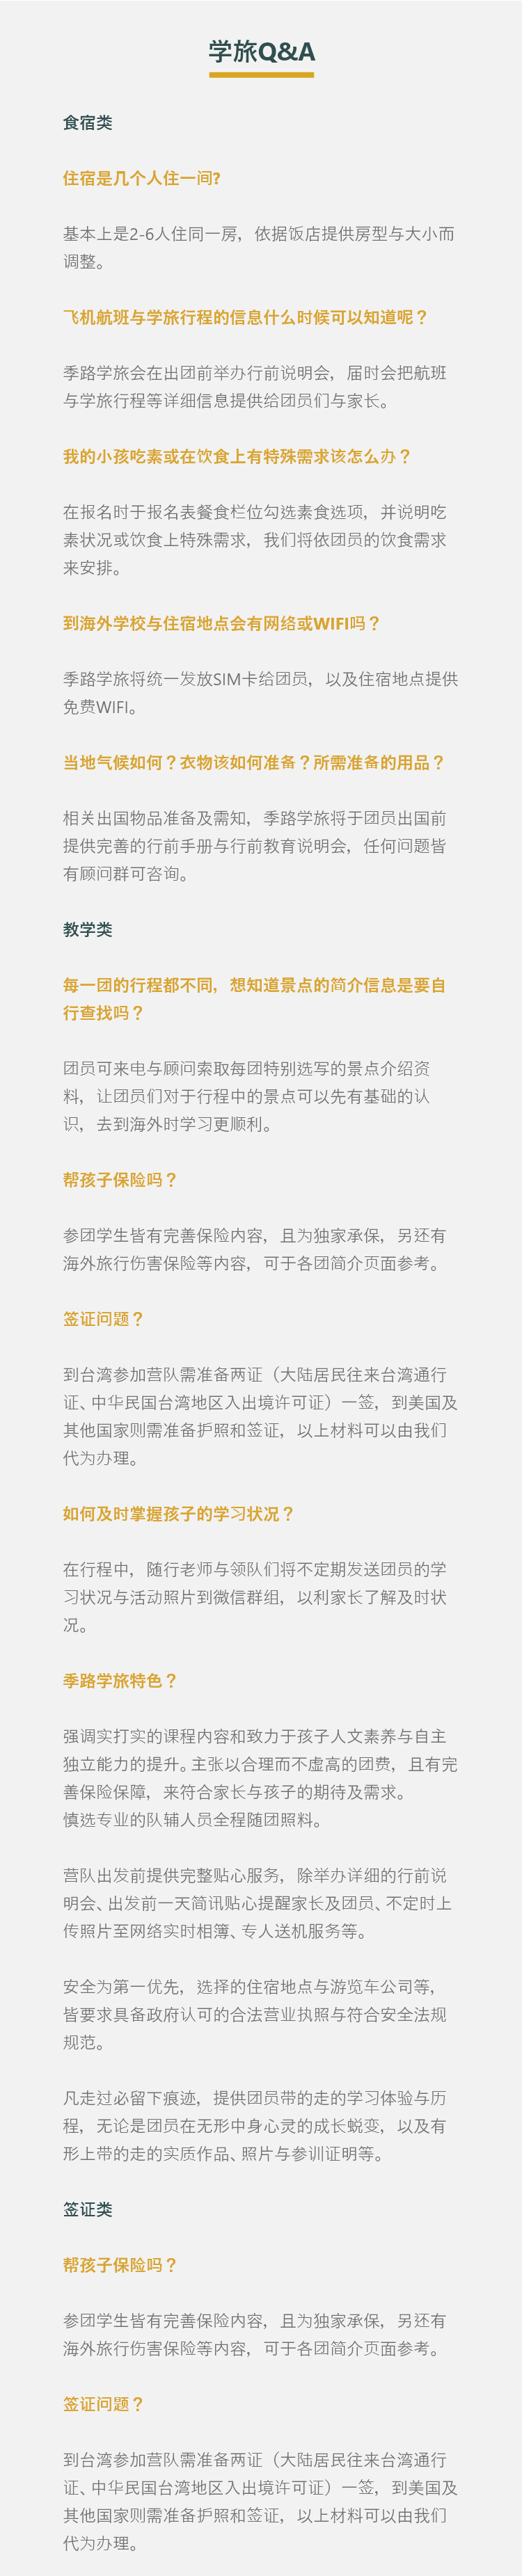 学旅Q&A
食宿类
住宿是几个人住一间?
基本上是2-6人住同一房，依据饭店提供房型与大小而
调整。
飞机航班与学旅行程的信息什么时候可以知道呢？
季路学旅会在出团前举办行前说明会，届时会把航班
与学旅行程等详细信息提供给团员们与家长。
我的小孩吃素或在饮食上有特殊需求该怎么办？
在报名时于报名表餐食栏位勾选素食选项，并说明吃
素状况或饮食上特殊需求，我们将依团员的饮食需求
来安排。
到海外学校与住宿地点会有网络或WIFI吗？
季路学旅将统一发放SIM卡给团员，以及住宿地点提供
免费WIFI。
当地气候如何？衣物该如何准备？所需准备的用品？
相关出国物品准备及需知，季路学旅将于团员出国前
提供完善的行前手册与行前教育说明会，任何问题皆
有顾问群可咨询。
教学类
每一团的行程都不同，想知道景点的简介信息是要自
行查找吗？
团员可来电与顾问索取每团特别选写的景点介绍资
料，让团员们对于行程中的景点可以先有基础的认
识，去到海外时学习更顺利。
帮孩子保险吗？
参团学生皆有完善保险内容，且为独家承保，另还有
海外旅行伤害保险等内容，可于各团简介页面参考。
签证问题？
到台湾参加营队需准备两证（大陆居民往来台湾通行
证、中华民国台湾地区入出境许可证）一签，到美国及
其他国家则需准备护照和签证，以上材料可以由我们
代为办理。
如何及时掌握孩子的学习状况？
在行程中，随行老师与领队们将不定期发送团员的学
习状况与活动照片到微信群组，以利家长了解及时状
况。
季路学旅特色？
强调实打实的课程内容和致力于孩子人文素养与自主
独立能力的提升。主张以合理而不虚高的团费，且有完
善保险保障，来符合家长与孩子的期待及需求。
慎选专业的队辅人员全程随团照料。
营队出发前提供完整贴心服务，除举办详细的行前说
明会、出发前一天简讯贴心提醒家长及团员、不定时上
传照片至网络实时相簿、专人送机服务等。
安全为第一优先，选择的住宿地点与游览车公司等，
皆要求具备政府认可的合法营业执照与符合安全法规
规范。
凡走过必留下痕迹，提供团员带的走的学习体验与历
程，无论是团员在无形中身心灵的成长蜕变，以及有
形上带的走的实质作品、照片与参训证明等。
签证类
帮孩子保险吗？
参团学生皆有完善保险内容，且为独家承保，另还有
海外旅行伤害保险等内容，可于各团简介页面参考。
签证问题？
到台湾参加营队需准备两证（大陆居民往来台湾通行
证、中华民国台湾地区入出境许可证）一签，到美国及
其他国家则需准备护照和签证，以上材料可以由我们
代为办理。